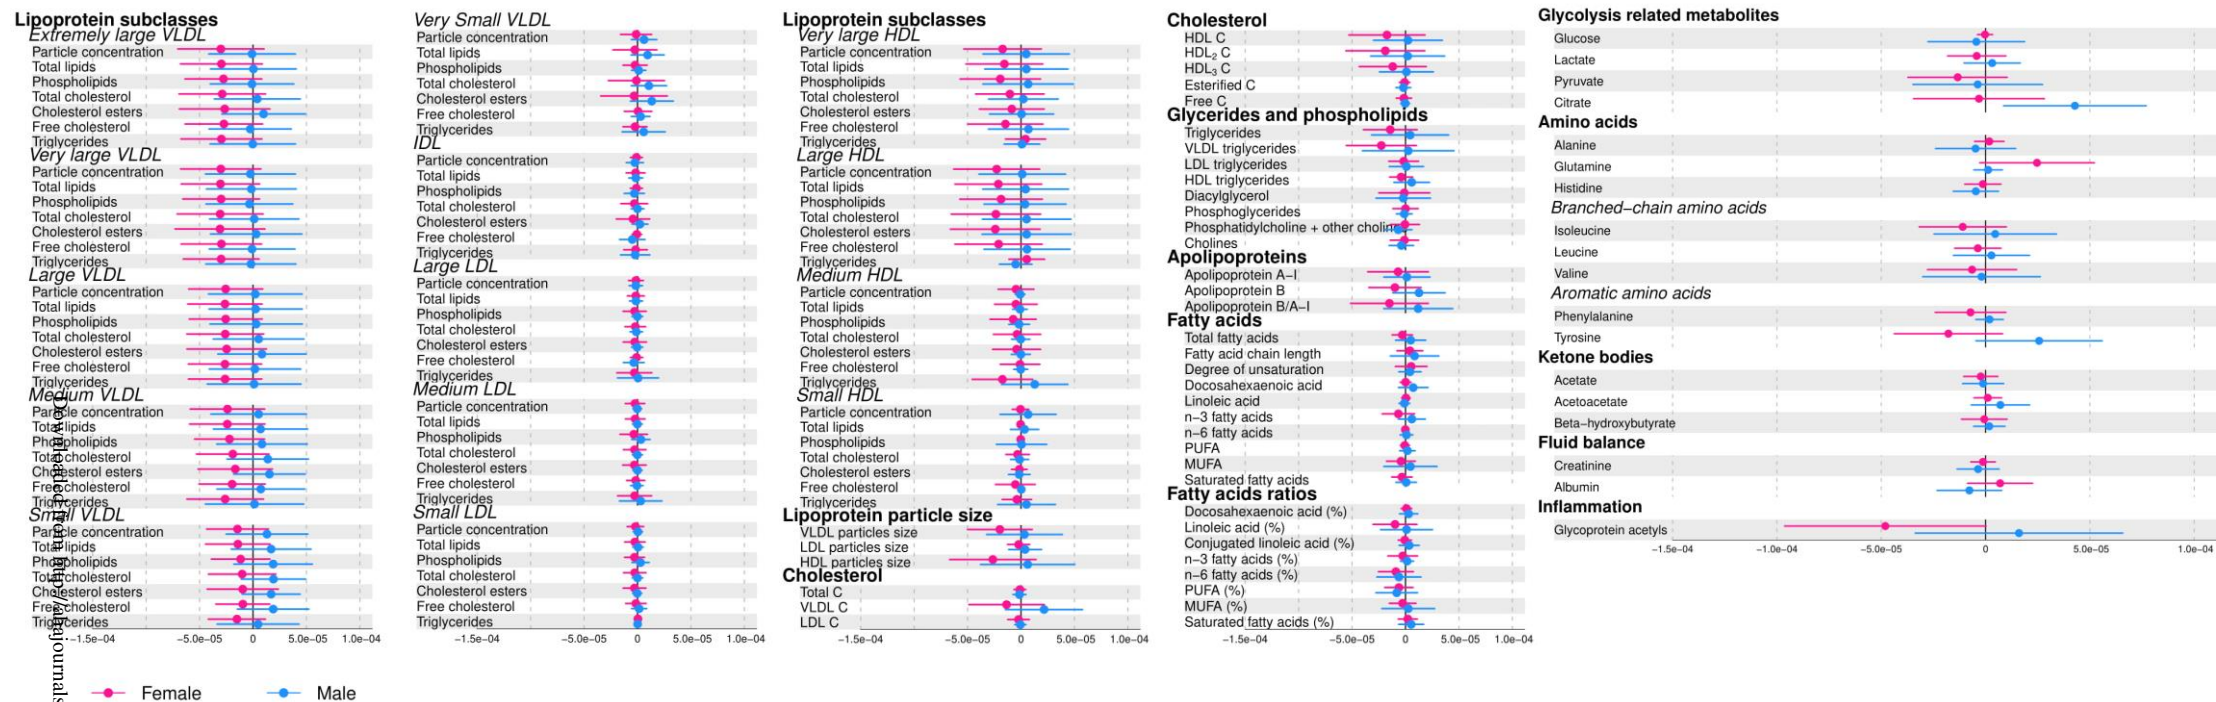 Lipoprotein subclasses
Extremely large VLDL
Particle concentration
Total lipids
Phospholipids
Total cholesterol
Cholesterol esters
Free cholesterol
Triglycerides
Very large VLDL
Particle concentration
Total lipids
Phospholipids
Total cholesterol
Cholesterol esters
Free cholesterol
Triglycerides
Large VLDL
Particle concentration
Total lipids
Phospholipids
Total cholesterol
Cholesterol esters
Free cholesterol
Triglycerides
Medium VLDL
Particle concentration
Total lipids
Phospholipids
Total cholesterol
Cholesterol esters
Free cholesterol
Triglycerides
Small VLDL
Particle concentration
Total lipids
Phospholipids
Total cholesterol
Cholesterol esters
Free cholesterol
Triglycerides
−1.5e−04 −5.0e−05 0 5.0e−05 1.0e−04
Very Small VLDL
Particle concentration
Total lipids
Phospholipids
Total cholesterol
Cholesterol esters
Free cholesterol
Triglycerides
IDL
Particle concentration
Total lipids
Phospholipids
Total cholesterol
Cholesterol esters
Free cholesterol
Triglycerides
Large LDL
Particle concentration
Total lipids
Phospholipids
Total cholesterol
Cholesterol esters
Free cholesterol
Triglycerides
Medium LDL
Particle concentration
Total lipids
Phospholipids
Total cholesterol
Cholesterol esters
Free cholesterol
Triglycerides
Small LDL
Particle concentration
Total lipids
Phospholipids
Total cholesterol
Cholesterol esters
Free cholesterol
Triglycerides
−1.5e−04 −5.0e−05 0 5.0e−05 1.0e−04
Lipoprotein subclasses
Very large HDL
Particle concentration
Total lipids
Phospholipids
Total cholesterol
Cholesterol esters
Free cholesterol
Triglycerides
Large HDL
Particle concentration
Total lipids
Phospholipids
Total cholesterol
Cholesterol esters
Free cholesterol
Triglycerides
Medium HDL
Particle concentration
Total lipids
Phospholipids
Total cholesterol
Cholesterol esters
Free cholesterol
Triglycerides
Small HDL
Particle concentration
Total lipids
Phospholipids
Total cholesterol
Cholesterol esters
Free cholesterol
Triglycerides
Lipoprotein particle size
VLDL particles size
LDL particles size
HDL particles size
Cholesterol
Total C
VLDL C
LDL C
−1.5e−04 −5.0e−05 0 5.0e−05 1.0e−04
Cholesterol
HDL C
HDL₂ C
HDL₃ C
Esterified C
Free C
Glycerides and phospholipids
Triglycerides
VLDL triglycerides
LDL triglycerides
HDL triglycerides
Diacylglycerol
Phosphoglycerides
Phosphatidylcholine + other cholines
Cholines
Apolipoproteins
Apolipoprotein A−I
Apolipoprotein B
Apolipoprotein B/A−I
Fatty acids
Total fatty acids
Fatty acid chain length
Degree of unsaturation
Docosahexaenoic acid
Linoleic acid
n−3 fatty acids
n−6 fatty acids
PUFA
MUFA
Saturated fatty acids
Fatty acids ratios
Docosahexaenoic acid (%)
Linoleic acid (%)
Conjugated linoleic acid (%)
n−3 fatty acids (%)
n−6 fatty acids (%)
PUFA (%)
MUFA (%)
Saturated fatty acids (%)
−1.5e−04 −5.0e−05 0 5.0e−05 1.0e−04
Glycolysis related metabolites
Glucose
Lactate
Pyruvate
Citrate
Amino acids
Alanine
Glutamine
Histidine
Branched−chain amino acids
Isoleucine
Leucine
Valine
Aromatic amino acids
Phenylalanine
Tyrosine
Ketone bodies
Acetate
Acetoacetate
Beta−hydroxybutyrate
Fluid balance
Creatinine
Albumin
Inflammation
Glycoprotein acetyls
−1.5e−04 −1.0e−04 −5.0e−05 0 5.0e−05 1.0e−04
Female Male
Downloaded from http://ahajournals